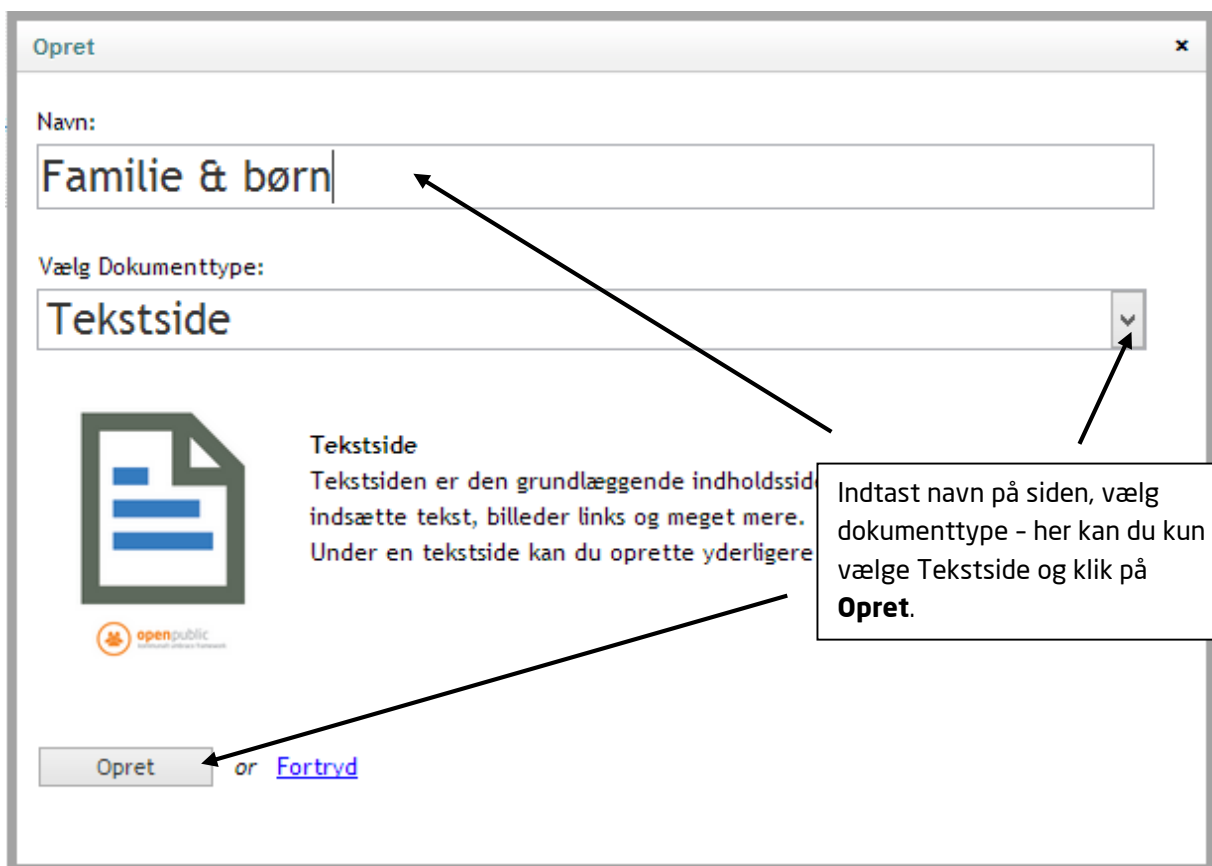 Opret
Navn:
Familie & børn
Vælg Dokumenttype:
Tekstside
Tekstside
Tekstsiden er den grundlæggende
indsætte tekst, billeder links og meget mere.
Under en tekstside kan du oprette yderligere
Indtast navn på siden, vælg
dokumenttype – her kan du kun
vælge Tekstside og klik på
Opret.
openpublic
Opret or Fortryd